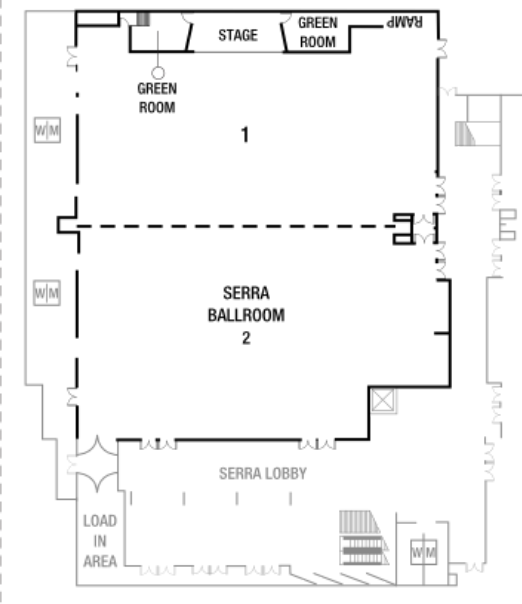 GREEN
ROOM
RAMP
STAGE
GREEN
ROOM
1
W M
SERRA
BALLROOM
2
W M
SERRA LOBBY
LOAD
IN
AREA
W M